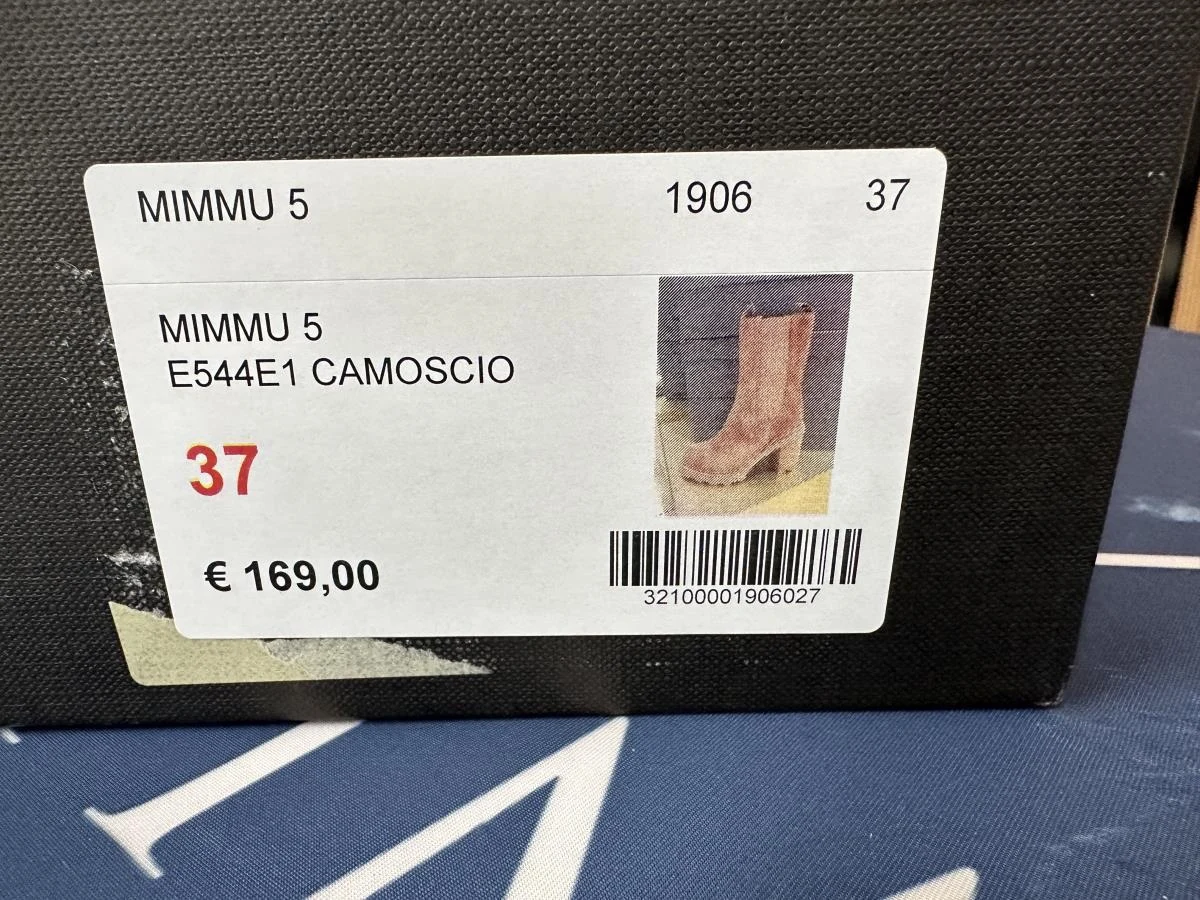 MIMMU 5 1906 37
MIMMU 5
E544E1 CAMOSCIO
37
€ 169,00
32100001906027